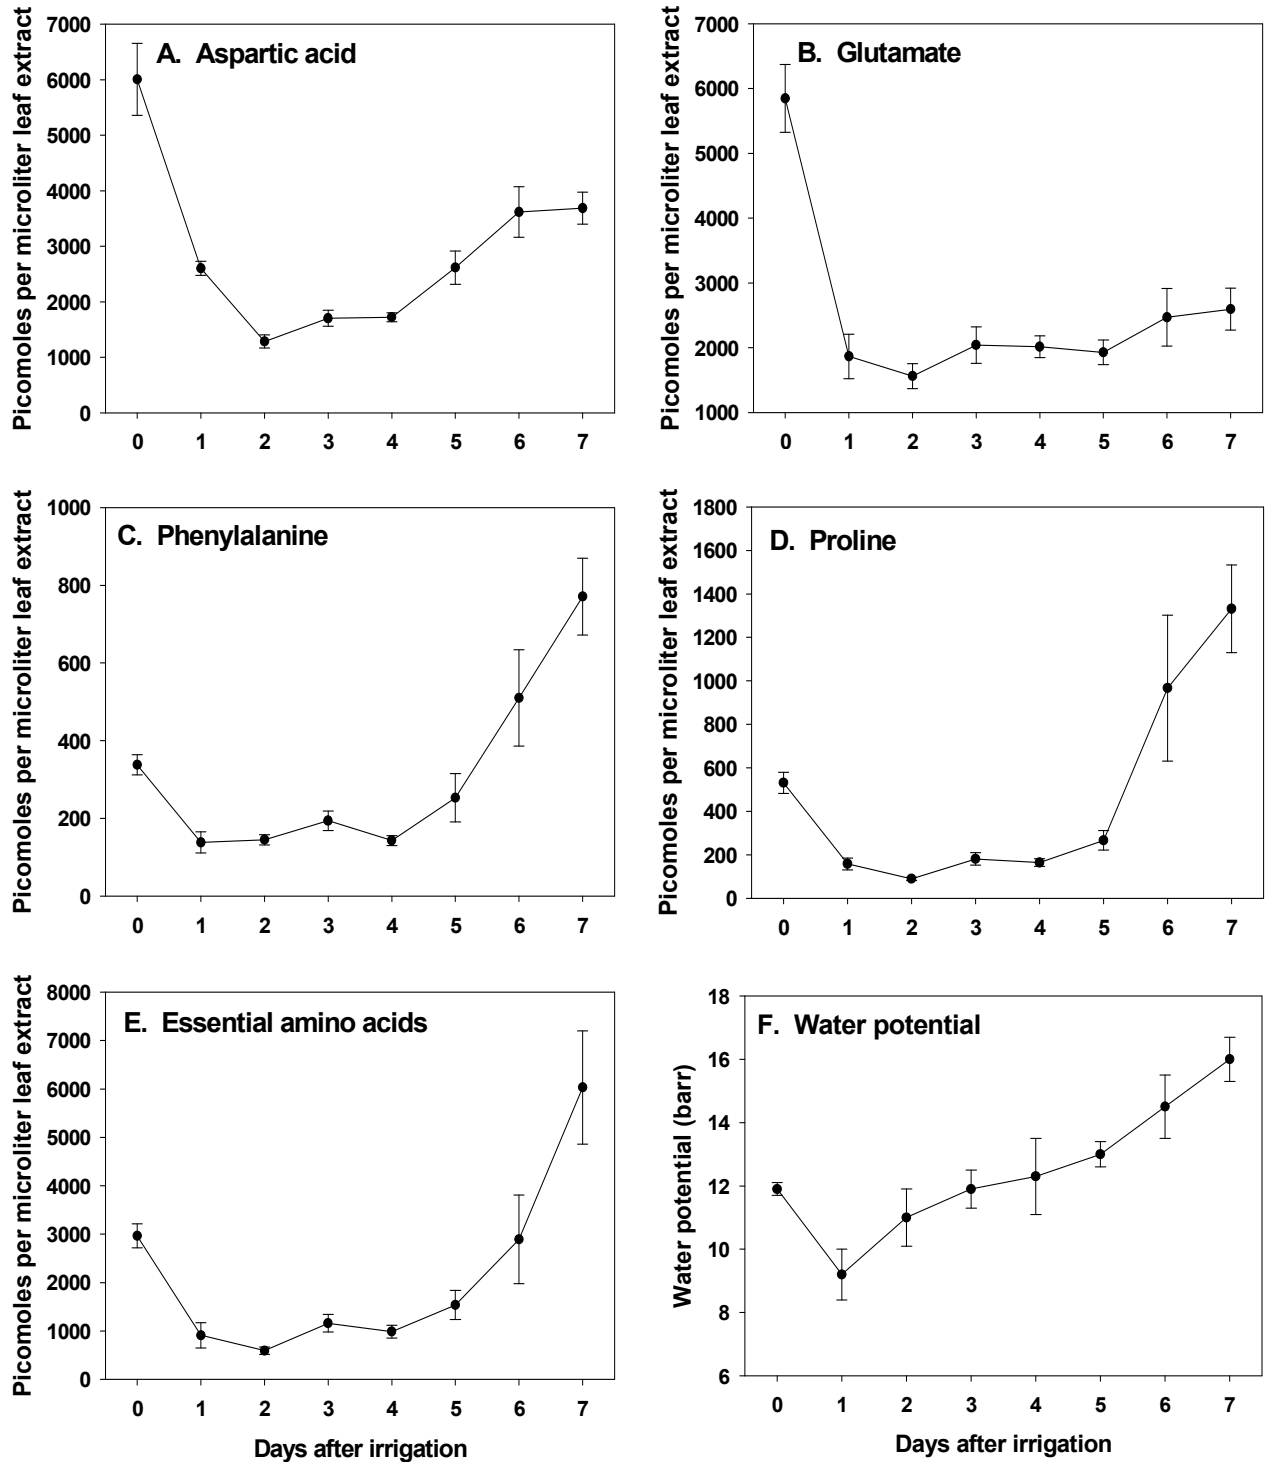 A. Aspartic acid
Picomoles per microliter leaf extract
7000
6000
5000
4000
3000
2000
1000
0
0 1 2 3 4 5 6 7
B. Glutamate
Picomoles per microliter leaf extract
7000
6000
5000
4000
3000
2000
1000
0 1 2 3 4 5 6 7
C. Phenylalanine
Picomoles per microliter leaf extract
1000
800
600
400
200
0
0 1 2 3 4 5 6 7
D. Proline
Picomoles per microliter leaf extract
1800
1600
1400
1200
1000
800
600
400
200
0
0 1 2 3 4 5 6 7
E. Essential amino acids
Picomoles per microliter leaf extract
8000
7000
6000
5000
4000
3000
2000
1000
0
0 1 2 3 4 5 6 7
Days after irrigation
F. Water potential
Water potential (barr)
18
16
14
12
10
8
6
0 1 2 3 4 5 6 7
Days after irrigation